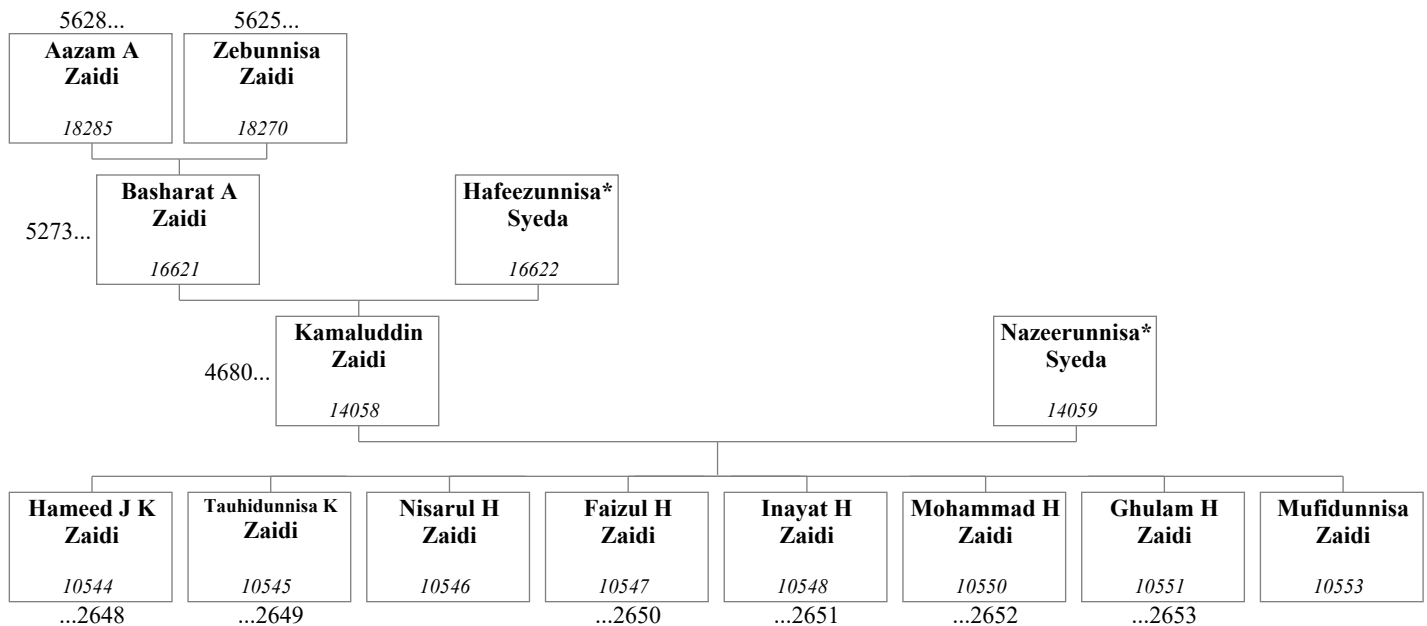 5628... 5625...
Aazam A Zebunnisa
Zaidi Zaidi
18285 18270
Basharat A Hafeezunnisa*
Zaidi Syeda
5273...
16621 16622
Kamaluddin Nazeerunnisa*
Zaidi Syeda
4680...
14058 14059
Hameed J K Tauhidunnisa K Nisarul H Faizul H Inayat H Mohammad H Ghulam H Mufidunnisa
Zaidi Zaidi Zaidi Zaidi Zaidi Zaidi Zaidi Zaidi
10544 10545 10546 10547 10548 10550 10551 10553
...2648 ...2649 ...2650 ...2651 ...2652 ...2653